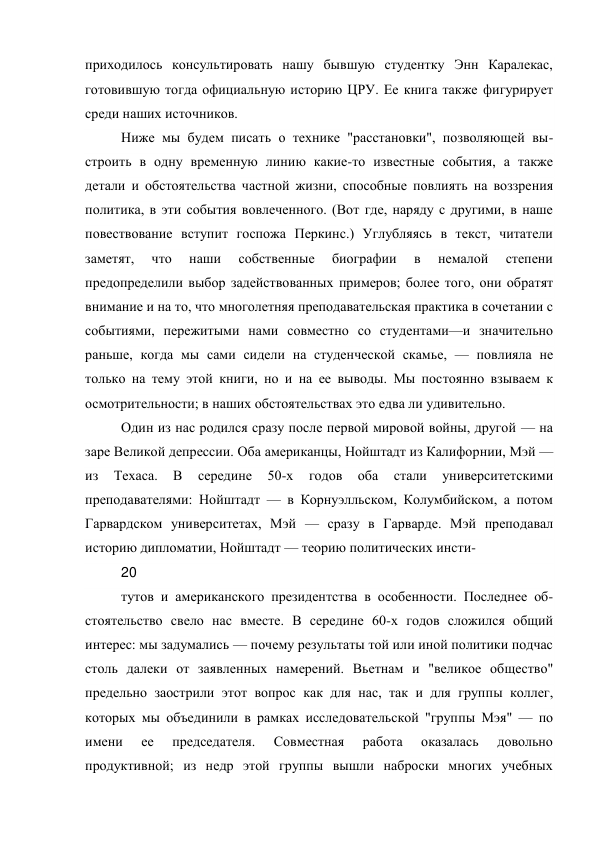 приходилось консультировать нашу бывшую студентку Энн Каралекас,
готовившую тогда официальную историю ЦРУ. Ее книга также фигурирует
среди наших источников.
Ниже мы будем писать о технике "расстановки", позволяющей вы-
строить в одну временную линию какие-то известные события, а также
детали и обстоятельства частной жизни, способные повлиять на воззрения
политика, в эти события вовлеченного. (Вот где, наряду с другими, в наше
повествование вступит госпожа Перкинс.) Углубляясь в текст, читатели
заметят, что наши собственные биографии в немалой степени
предопределили выбор задействованных примеров; более того, они обратят
внимание и на то, что многолетняя преподавательская практика в сочетании с
событиями, пережитыми нами совместно со студентами—и значительно
раньше, когда мы сами сидели на студенческой скамье, — повлияла не
только на тему этой книги, но и на ее выводы. Мы постоянно взываем к
осмотрительности; в наших обстоятельствах это едва ли удивительно.
Один из нас родился сразу после первой мировой войны, другой — на
заре Великой депрессии. Оба американцы, Нойштадт из Калифорнии, Мэй —
из Техаса. В середине 50-х годов оба стали университетскими
преподавателями: Нойштадт — в Корнуэлльском, Колумбийском, а потом
Гарвардском университетах, Мэй — сразу в Гарварде. Мэй преподавал
историю дипломатии, Нойштадт — теорию политических инсти-
20
тутов и американского президентства в особенности. Последнее об-
стоятельство свело нас вместе. В середине 60-х годов сложился общий
интерес: мы задумались — почему результаты той или иной политики подчас
столь далеки от заявленных намерений. Вьетнам и "великое общество"
предельно заострили этот вопрос как для нас, так и для группы коллег,
которых мы объединили в рамках исследовательской "группы Мэя" — по
имени ее председателя. Совместная работа оказалась довольно
продуктивной; из недр этой группы вышли наброски многих учебных